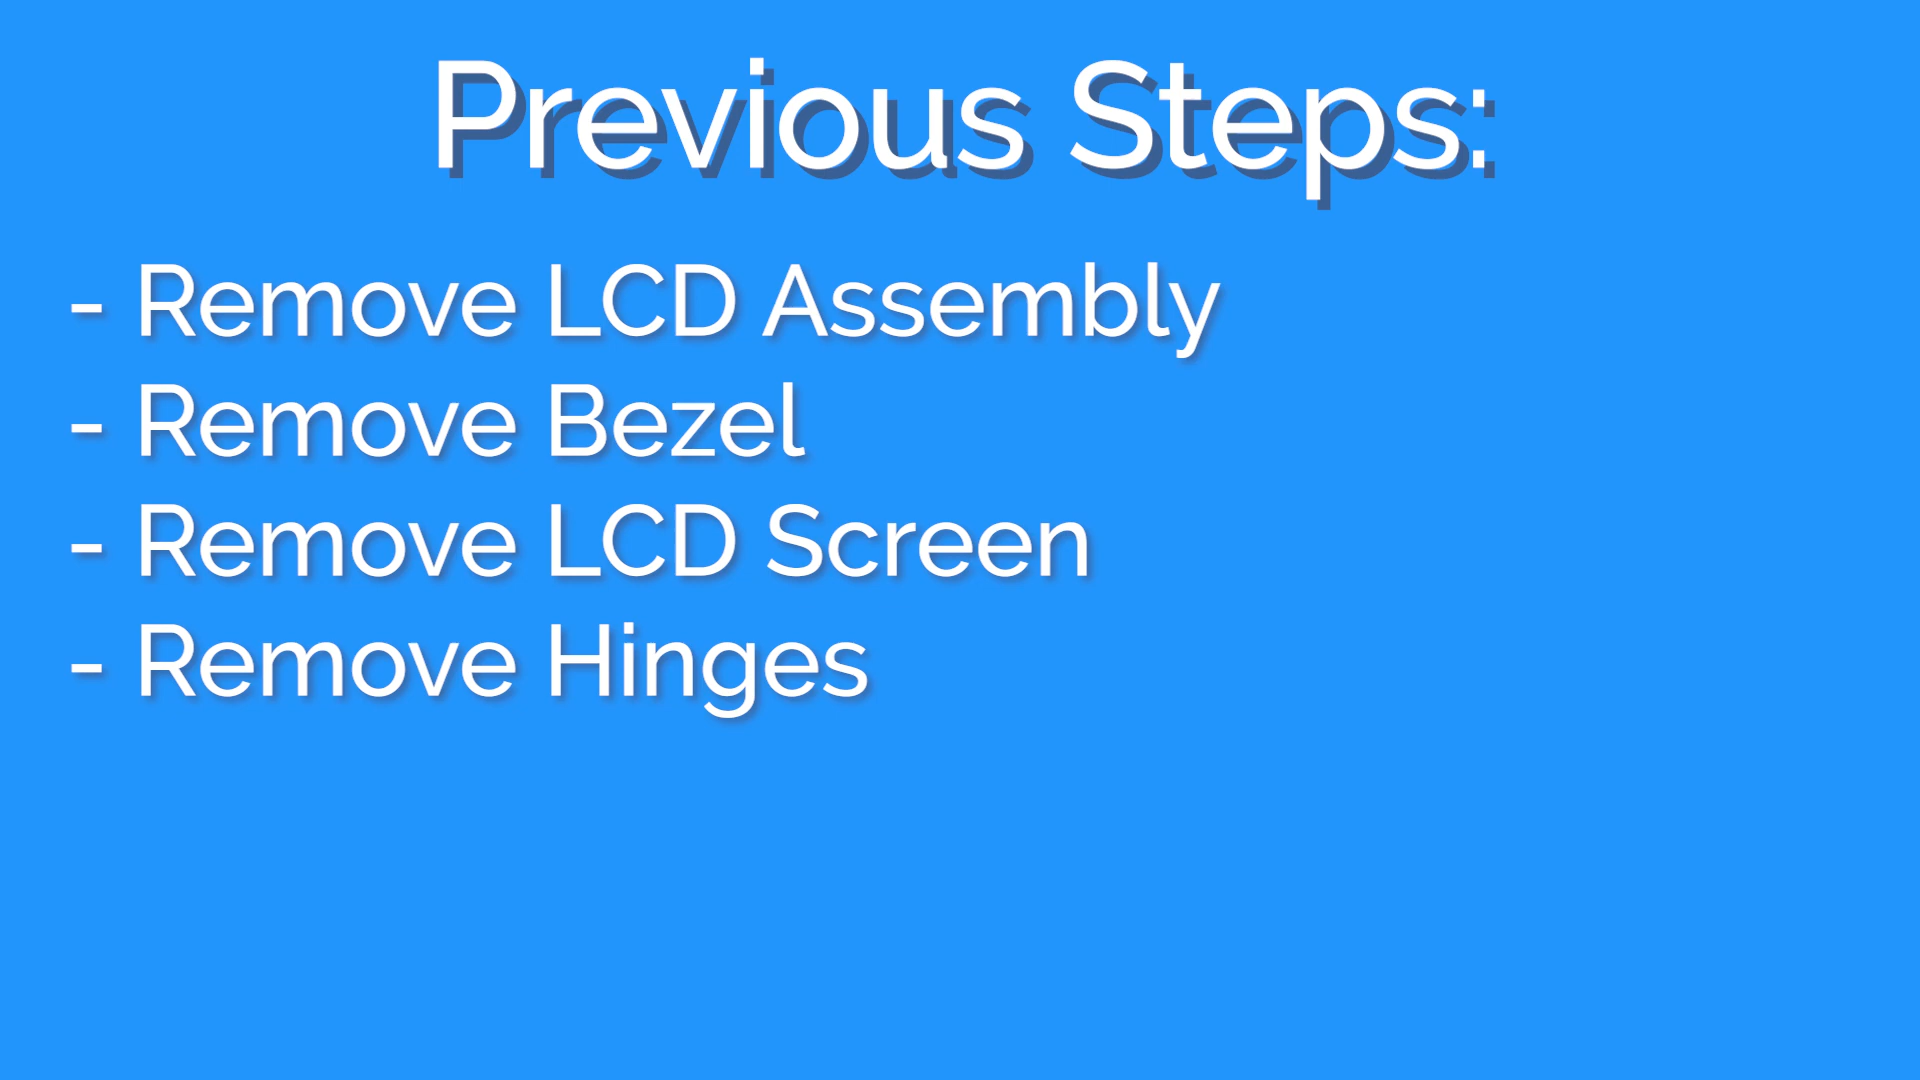 Previous Steps:
- Remove LCD Assembly
- Remove Bezel
- Remove LCD Screen
- Remove Hinges